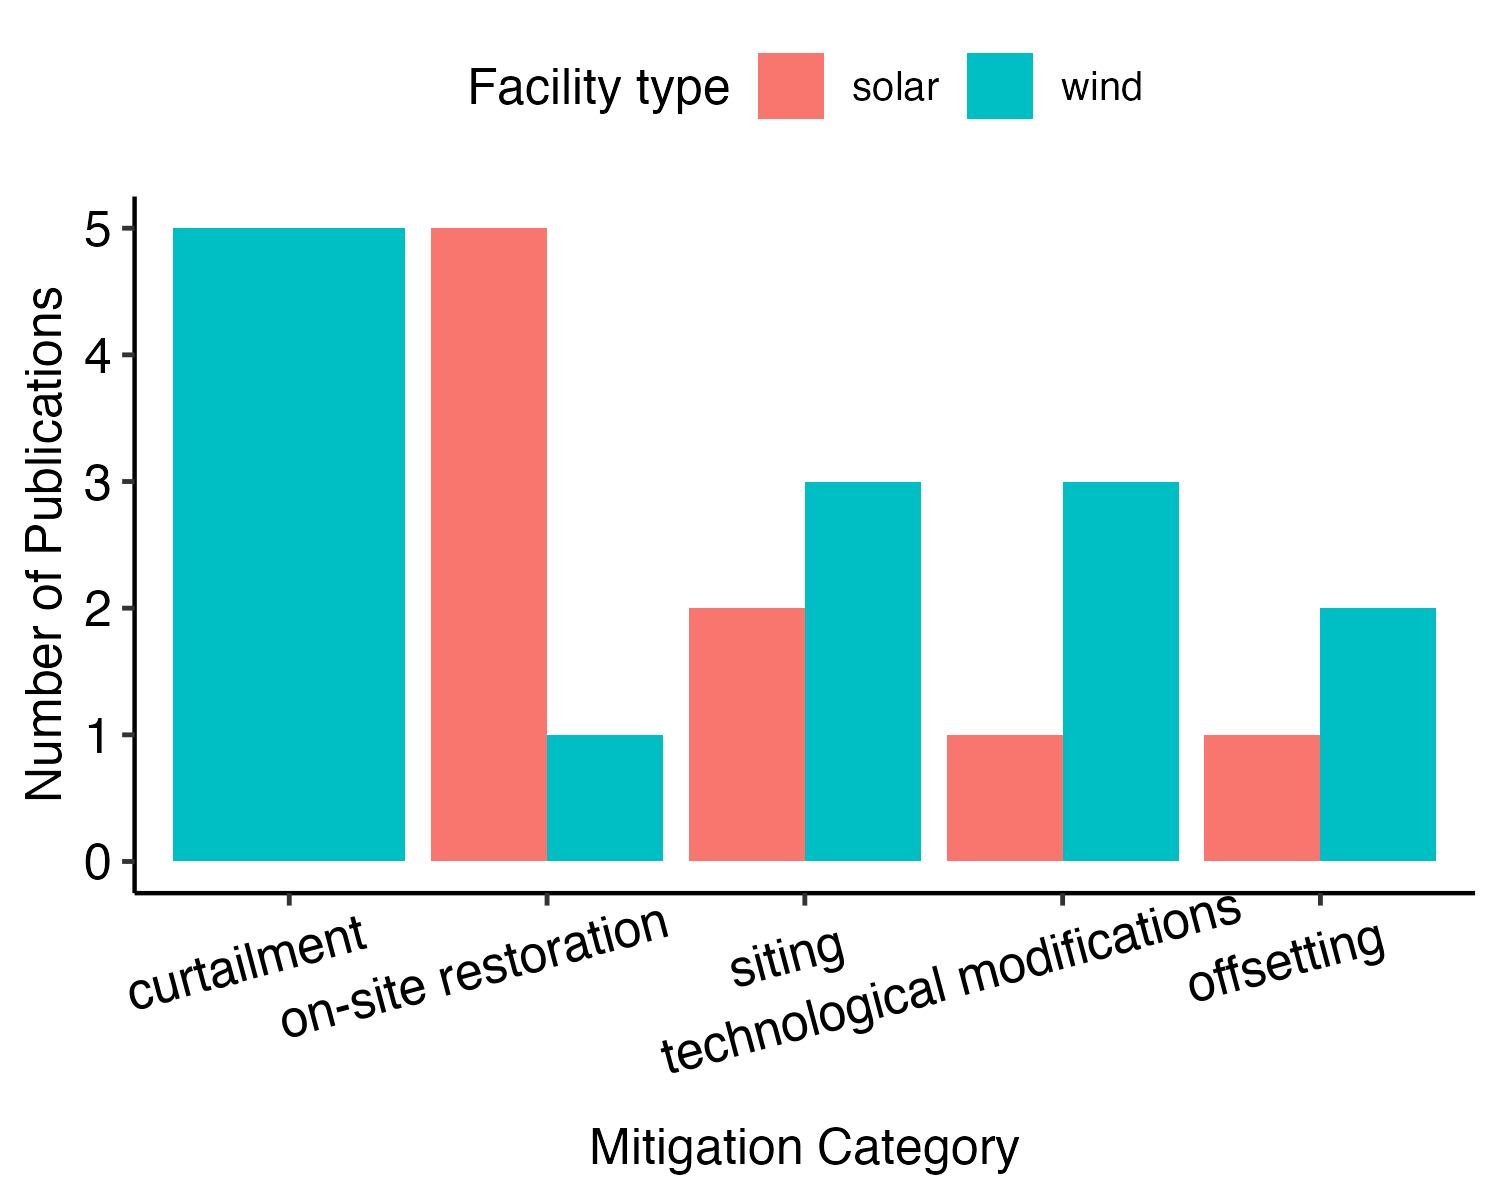 Facility type solar wind
Number of Publications
5
4
3
2
1
0
curtailment
on-site restoration
siting
technological modifications
offsetting
Mitigation Category